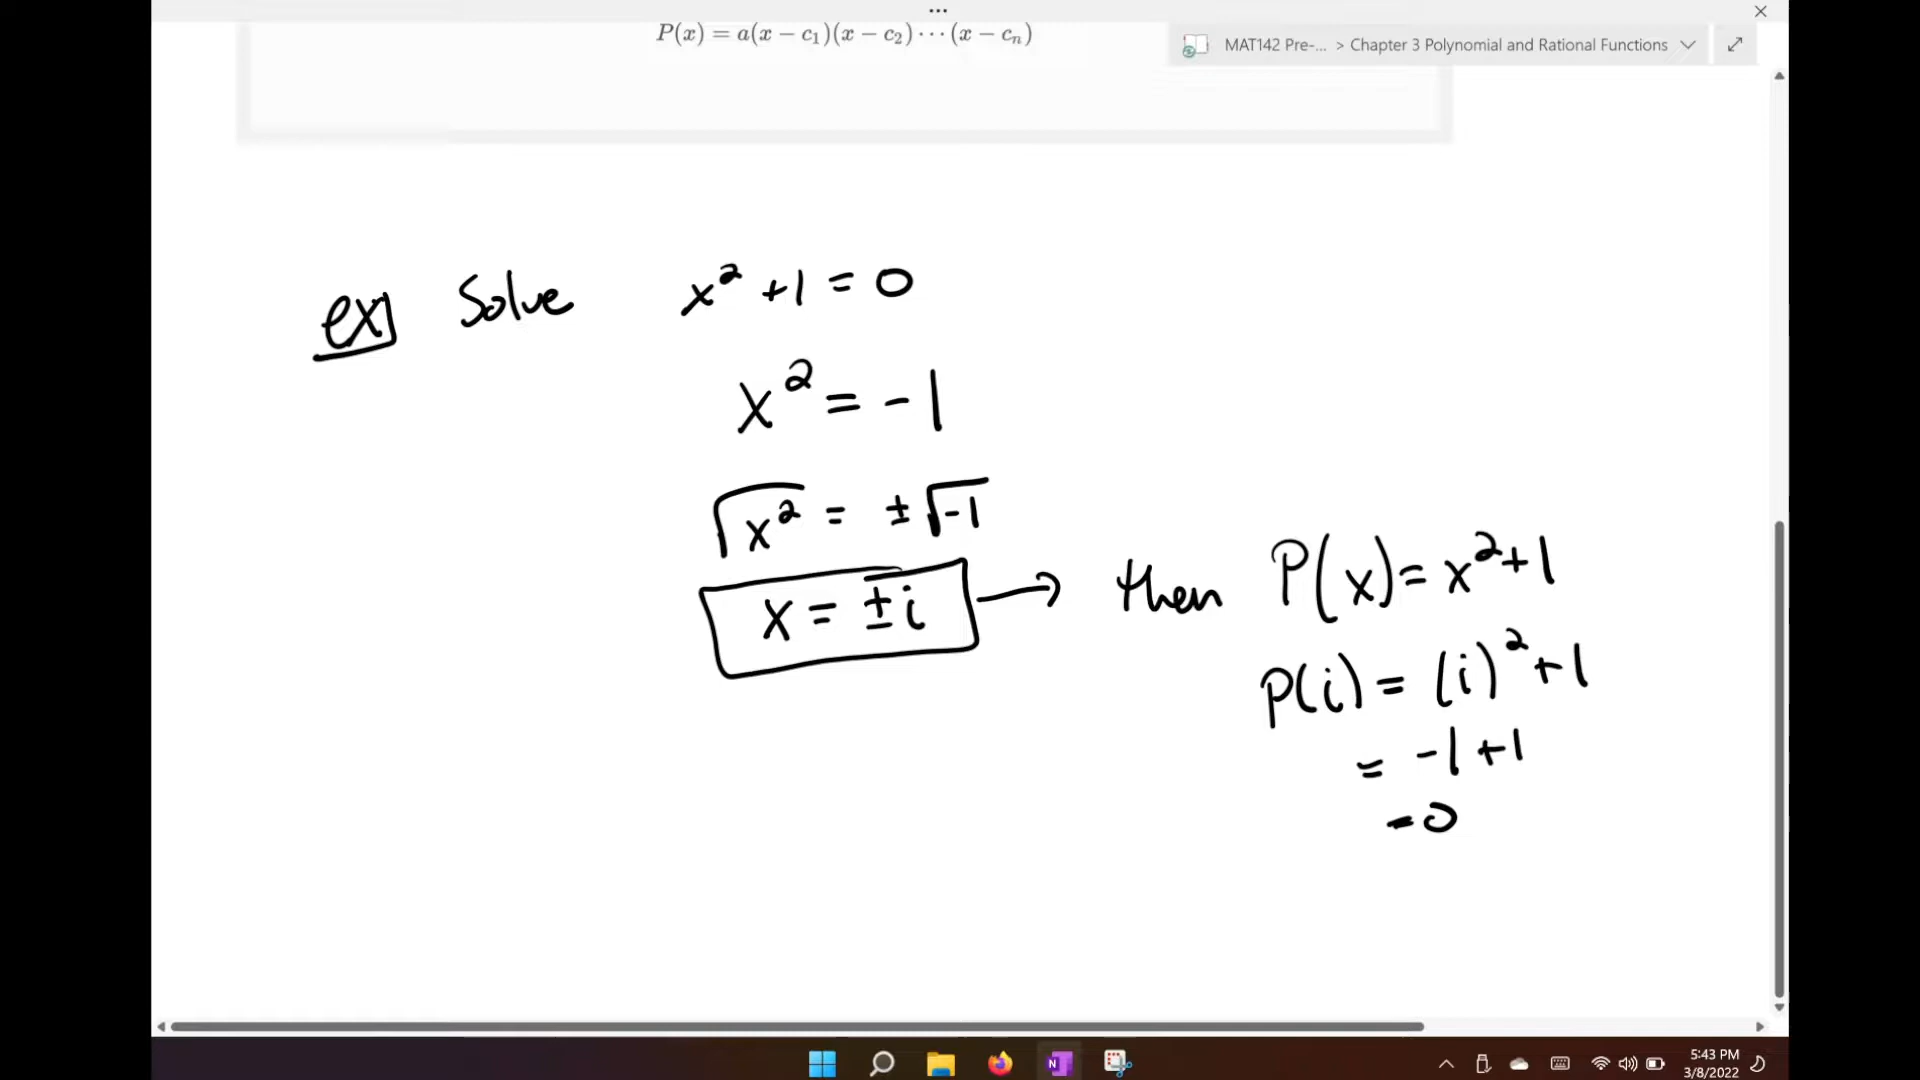 ...
P(x) = a(x − c₁)(x − c₂) ··· (x − cₙ)
MAT142 Pre-... > Chapter 3 Polynomial and Rational Functions
ex] Solve x² + 1 = 0
x² = -1
√x² = ±√-1
x = ±i → then P(x) = x² + 1
P(i) = (i)² + 1
= -1 + 1
= 0
5:43 PM
3/8/2022